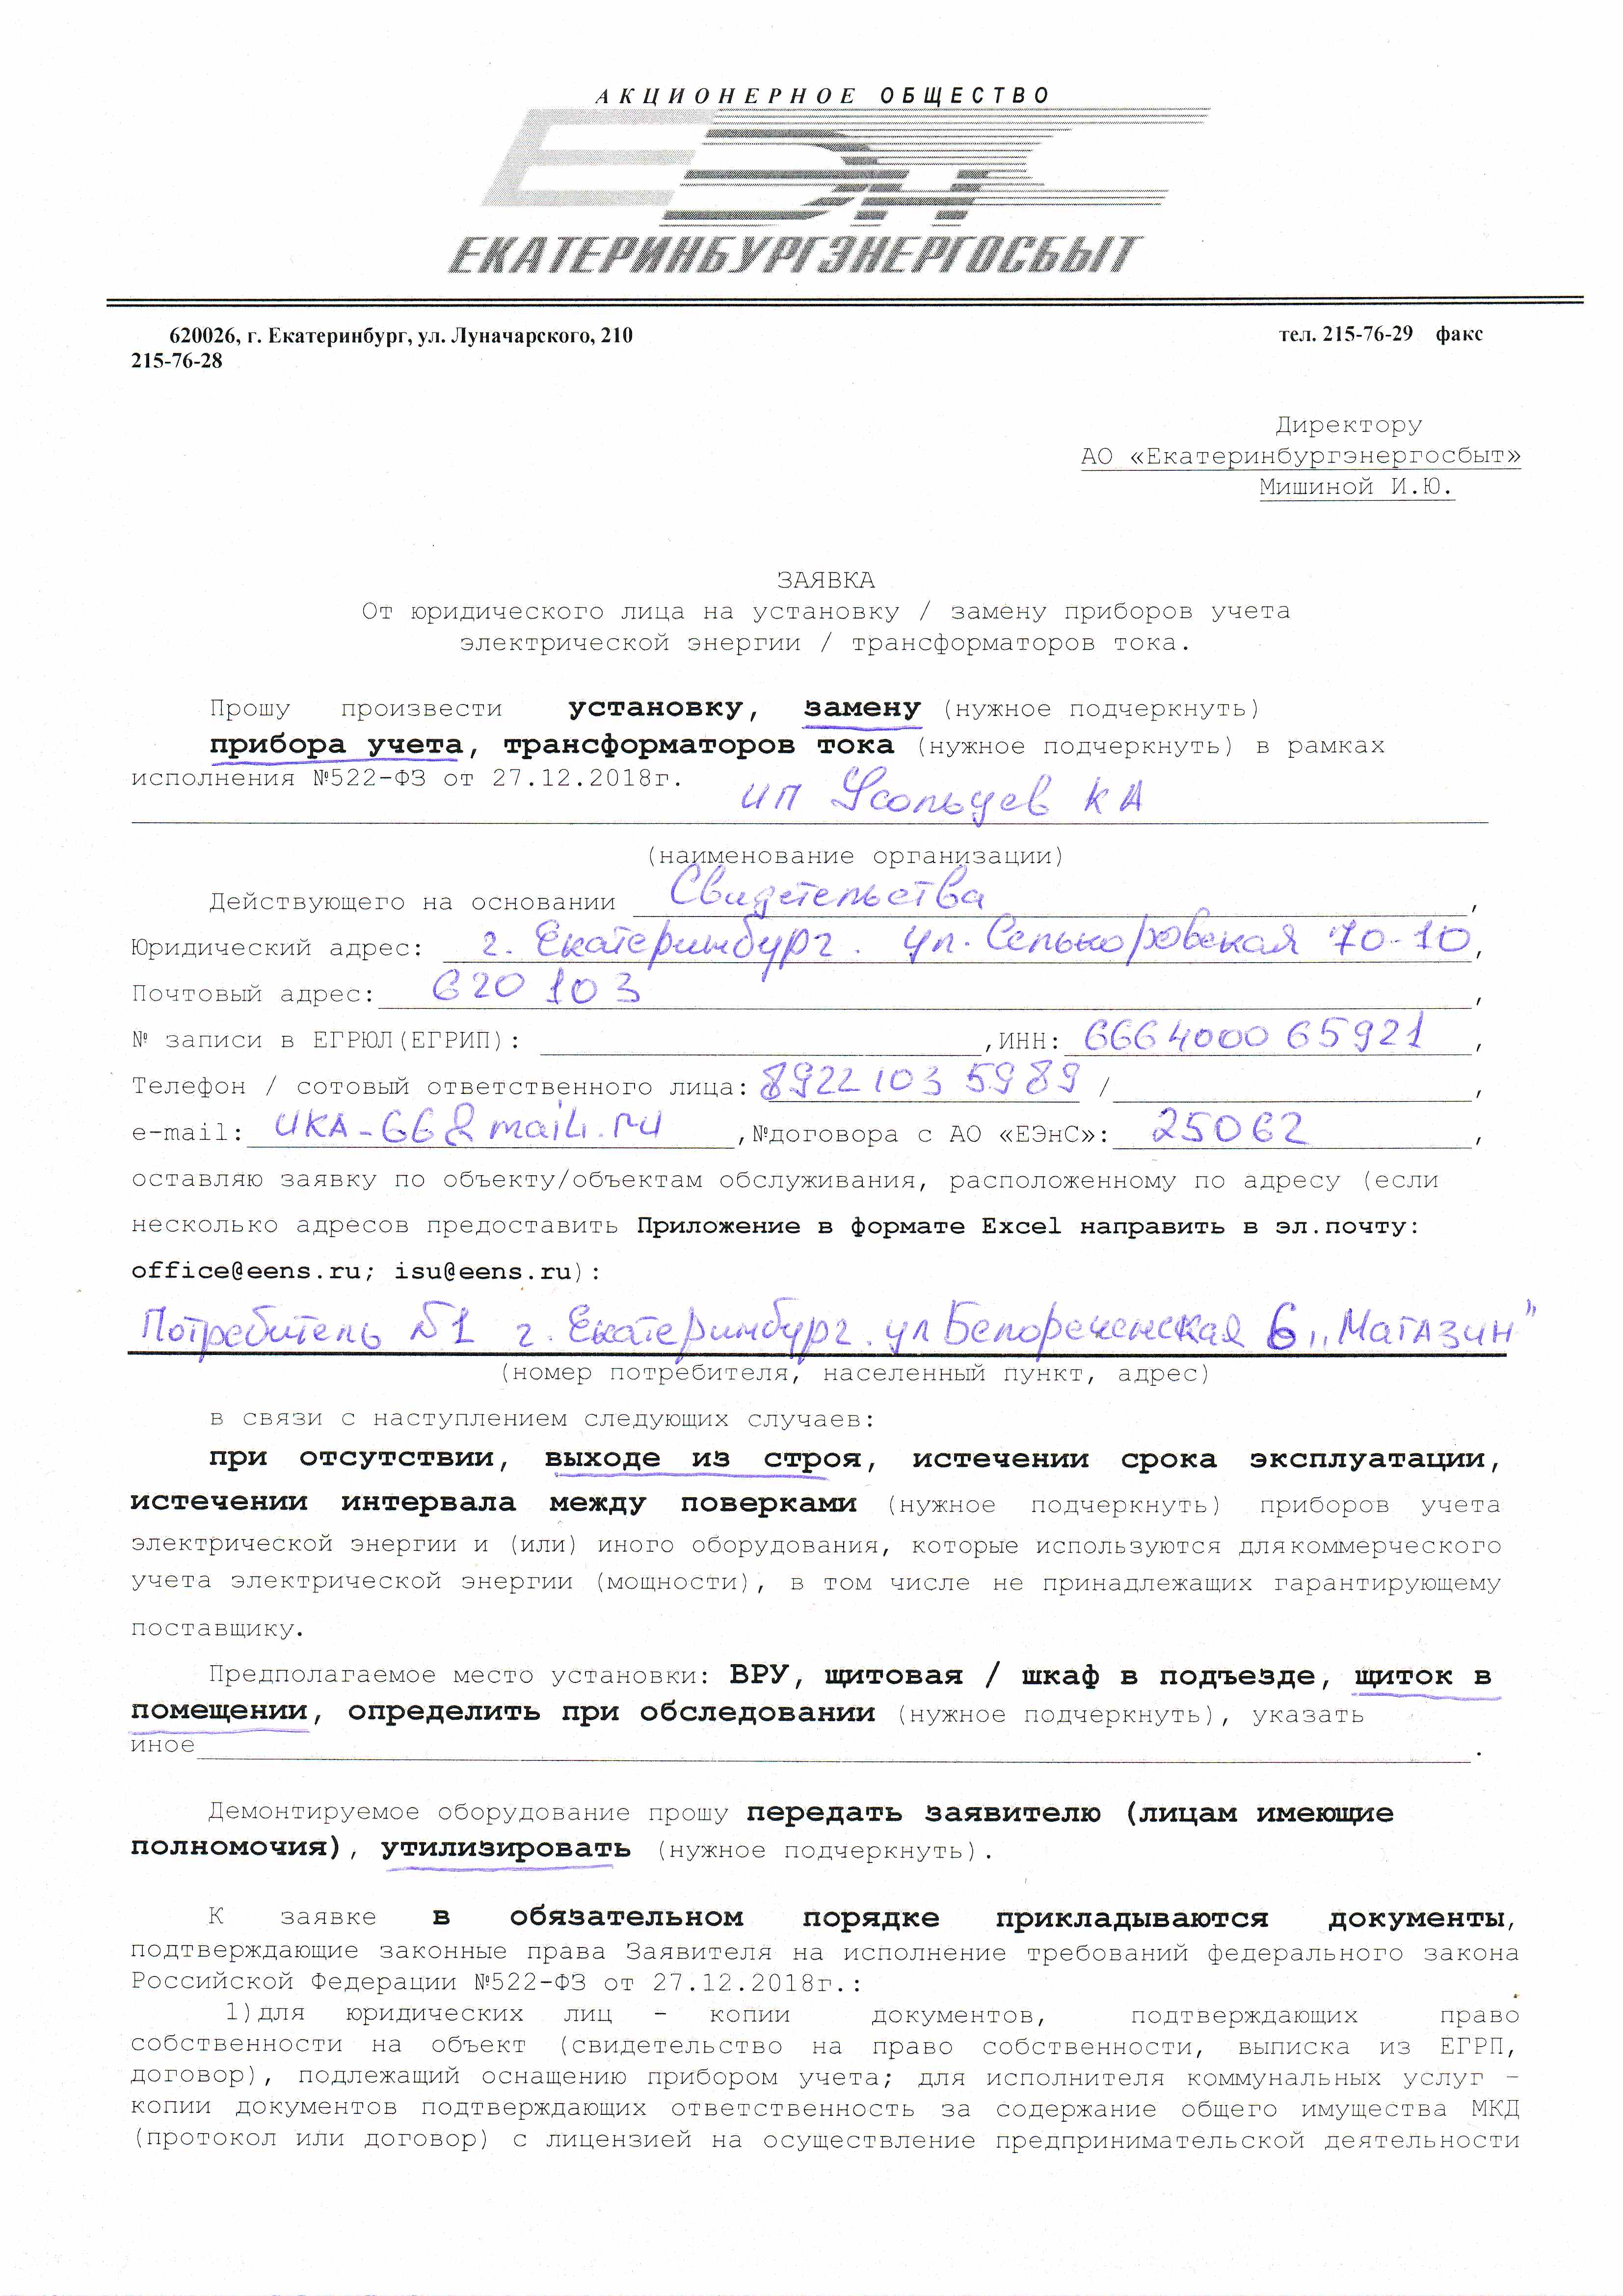 АКЦИОНЕРНОЕ ОБЩЕСТВО
ЕЭНС
ЕКАТЕРИНБУРГЭНЕРГОСБЫТ
620026, г. Екатеринбург, ул. Луначарского, 210 тел. 215-76-29 факс
215-76-28
Директору
АО «Екатеринбургэнергосбыт»
Мишиной И.Ю.
ЗАЯВКА
От юридического лица на установку / замену приборов учета
электрической энергии / трансформаторов тока.
Прошу произвести установку, замену (нужное подчеркнуть)
прибора учета, трансформаторов тока (нужное подчеркнуть) в рамках
исполнения №522-ФЗ от 27.12.2018г.
ИП Усольцев КА
(наименование организации)
Действующего на основании Свидетельства,
Юридический адрес: г. Екатеринбург. ул. Селькоровская 70-10,
Почтовый адрес: 620 103,
№ записи в ЕГРЮЛ(ЕГРИП): ,ИНН: 6664000 65921,
Телефон / сотовый ответственного лица: 8922 103 5989 / ,
e-mail: UKA-66@mail.ru,№договора с АО «ЕЭнС»: 25062,
оставляю заявку по объекту/объектам обслуживания, расположенному по адресу (если
несколько адресов предоставить Приложение в формате Excel направить в эл.почту:
office@eens.ru; isu@eens.ru):
Потребитель №1 г. Екатеринбург. ул Белореченская 6 „Магазин"
(номер потребителя, населенный пункт, адрес)
в связи с наступлением следующих случаев:
при отсутствии, выходе из строя, истечении срока эксплуатации,
истечении интервала между поверками (нужное подчеркнуть) приборов учета
электрической энергии и (или) иного оборудования, которые используются длякоммерческого
учета электрической энергии (мощности), в том числе не принадлежащих гарантирующему
поставщику.
Предполагаемое место установки: ВРУ, щитовая / шкаф в подъезде, щиток в
помещении, определить при обследовании (нужное подчеркнуть), указать
иное .
Демонтируемое оборудование прошу передать заявителю (лицам имеющие
полномочия), утилизировать (нужное подчеркнуть).
К заявке в обязательном порядке прикладываются документы,
подтверждающие законные права Заявителя на исполнение требований федерального закона
Российской Федерации №522-ФЗ от 27.12.2018г.:
1)для юридических лиц - копии документов, подтверждающих право
собственности на объект (свидетельство на право собственности, выписка из ЕГРП,
договор), подлежащий оснащению прибором учета; для исполнителя коммунальных услуг -
копии документов подтверждающих ответственность за содержание общего имущества МКД
(протокол или договор) с лицензией на осуществление предпринимательской деятельности